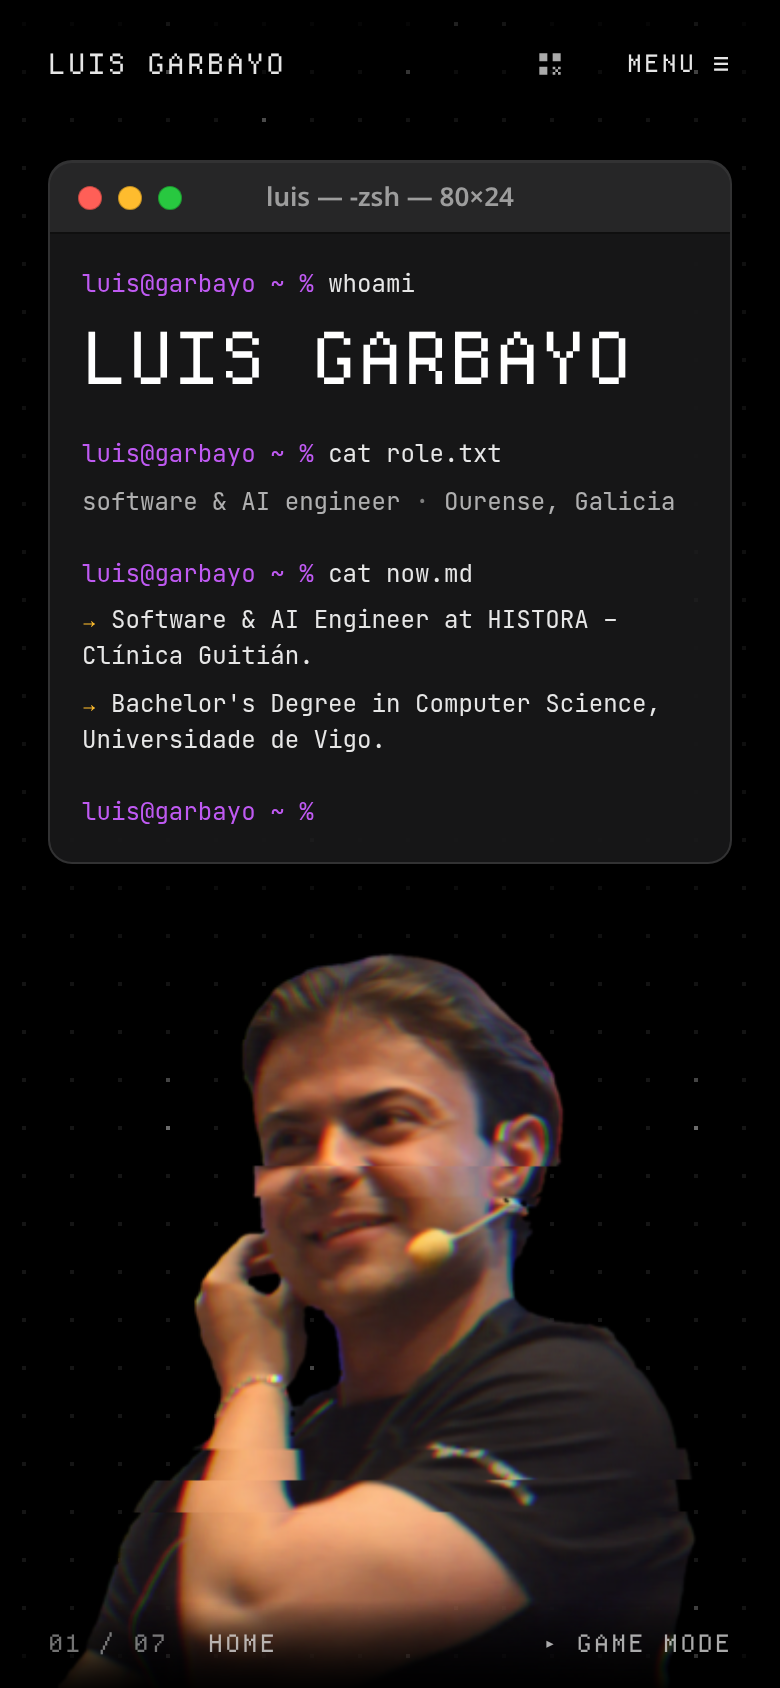 LUIS GARBAYO
MENU ≡
luis — -zsh — 80×24
luis@garbayo ~ % whoami
LUIS GARBAYO
luis@garbayo ~ % cat role.txt
software & AI engineer · Ourense, Galicia
luis@garbayo ~ % cat now.md
→ Software & AI Engineer at HISTORA –
Clínica Guitián.
→ Bachelor's Degree in Computer Science,
Universidade de Vigo.
luis@garbayo ~ %
01 / 07 HOME
▸ GAME MODE